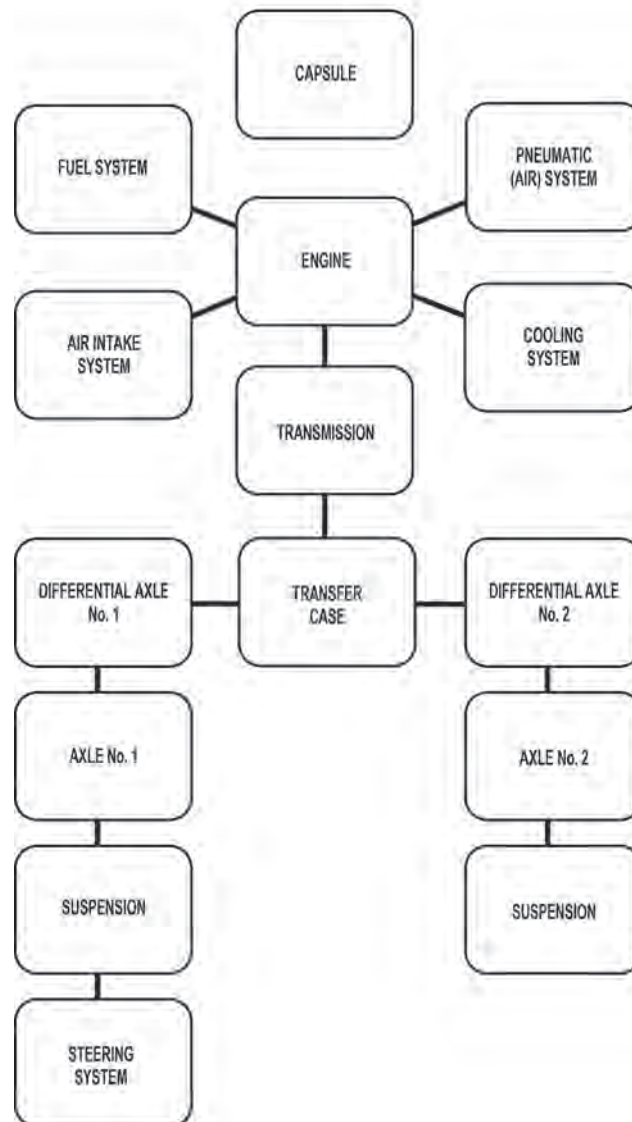 CAPSULE
FUEL SYSTEM
PNEUMATIC
(AIR) SYSTEM
ENGINE
AIR INTAKE
SYSTEM
COOLING
SYSTEM
TRANSMISSION
DIFFERENTIAL AXLE
No. 1
TRANSFER
CASE
DIFFERENTIAL AXLE
No. 2
AXLE No. 1
AXLE No. 2
SUSPENSION
SUSPENSION
STEERING
SYSTEM